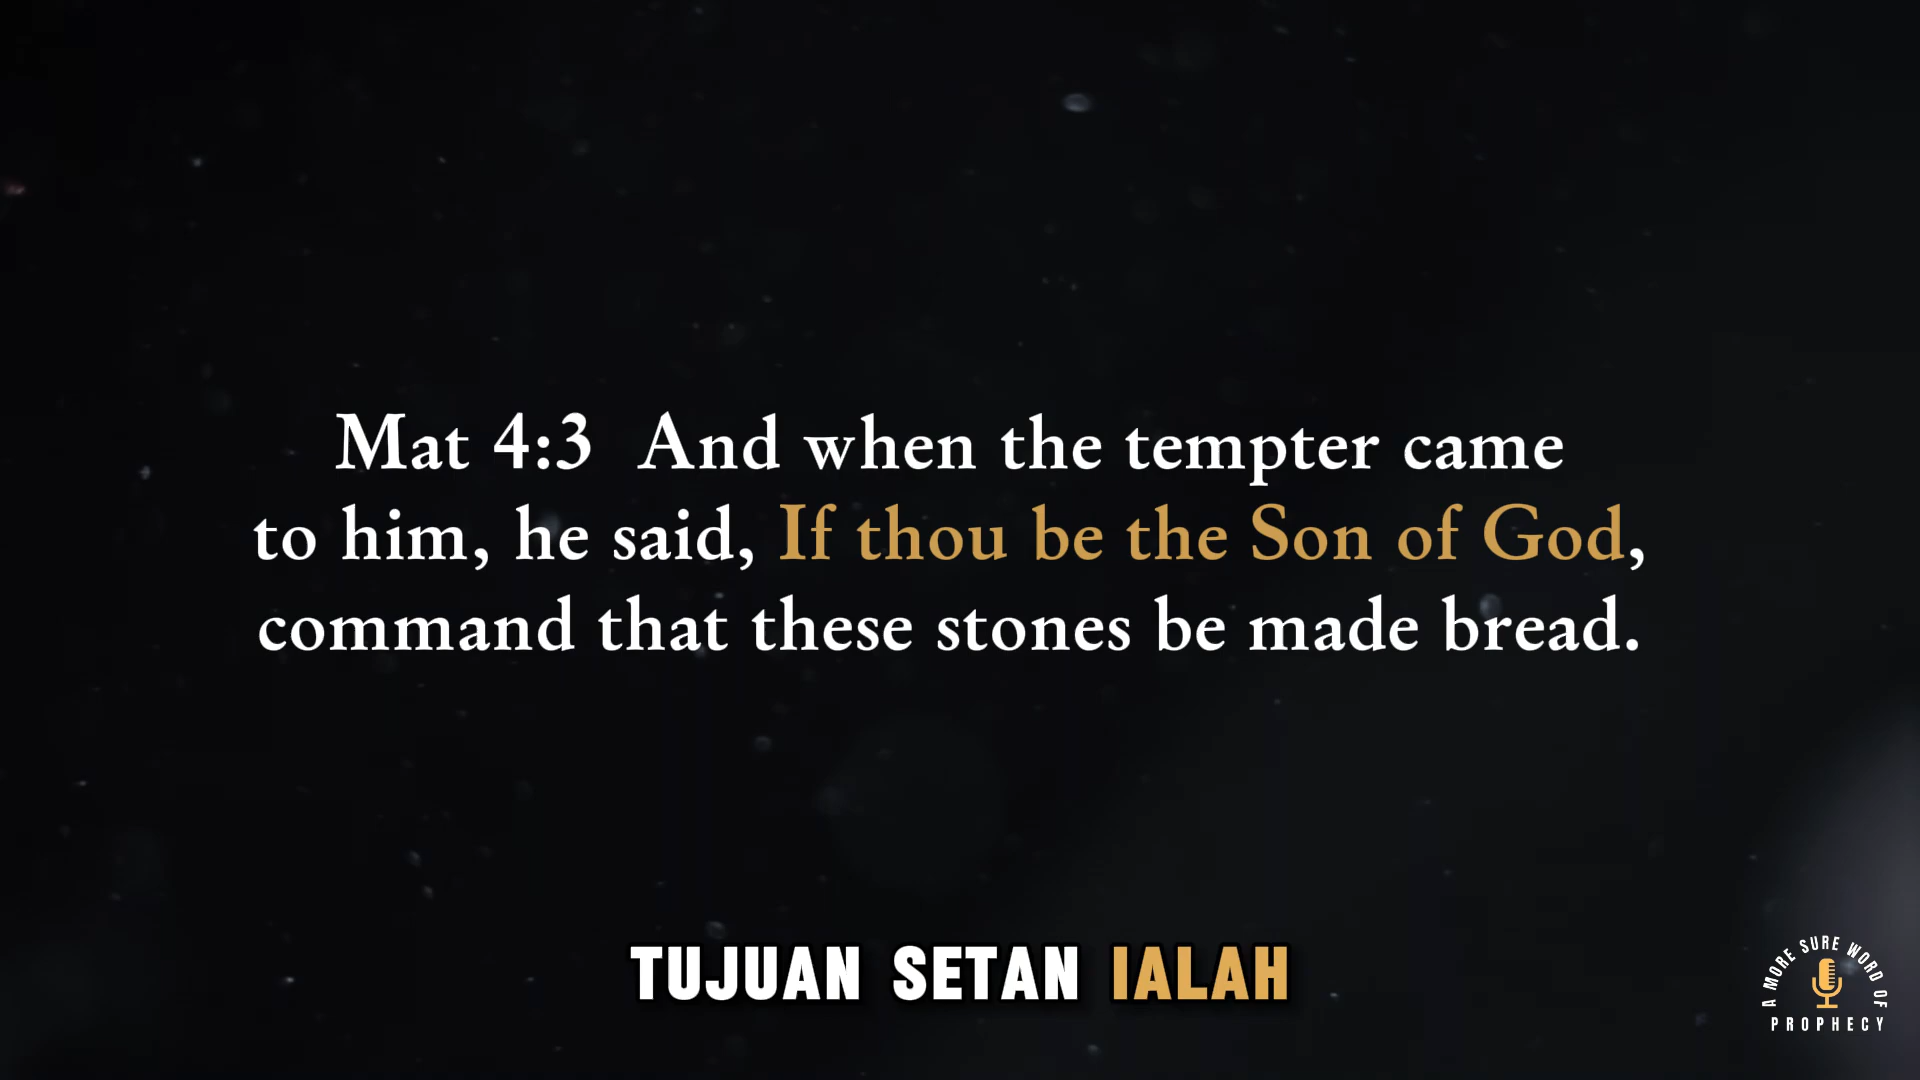 Mat 4:3  And when the tempter came
to him, he said, If thou be the Son of God,
command that these stones be made bread.
TUJUAN SETAN IALAH
A MORE SURE WORD OF
PROPHECY